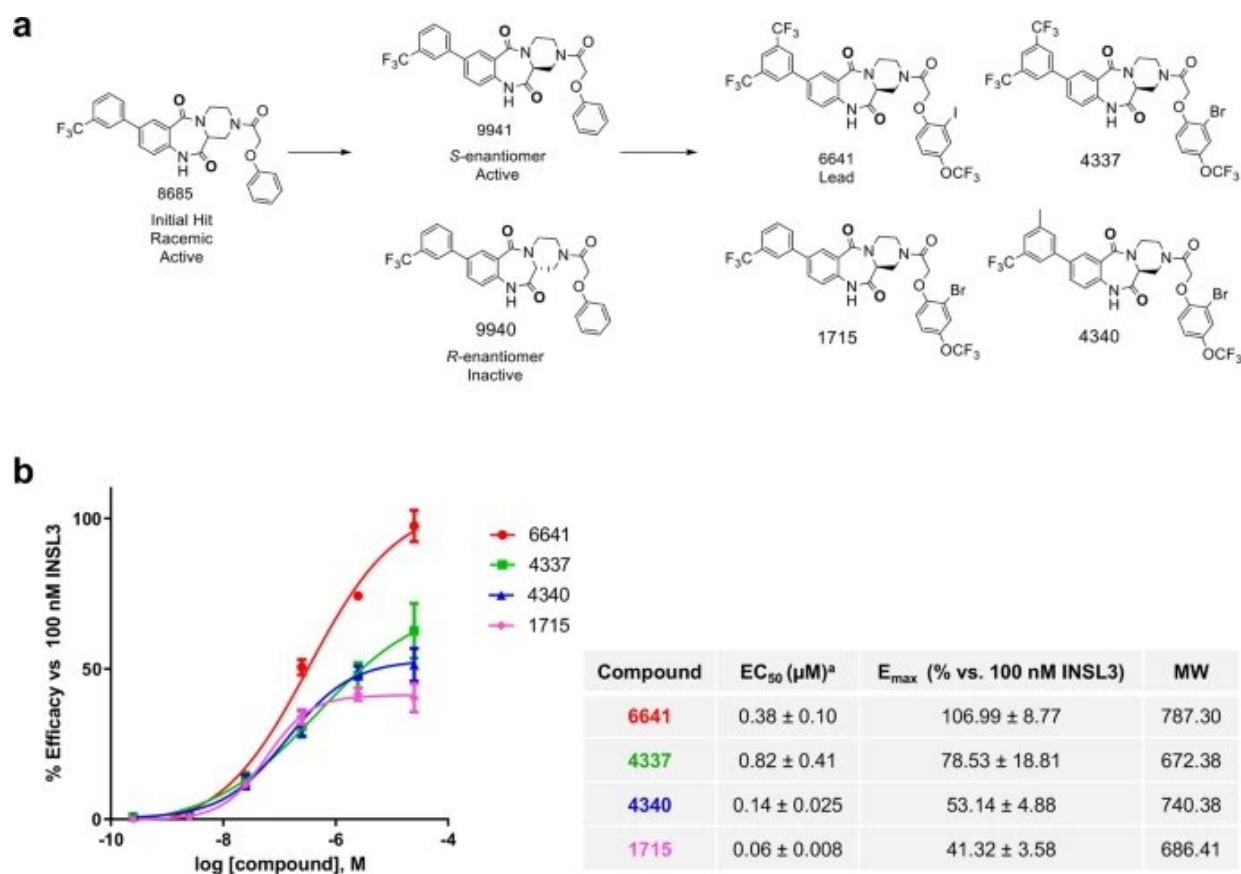 a
F3C
O
N
N
O
O
N
H
O
8685
Initial Hit
Racemic
Active
F3C
O
N
N
O
O
N
H
O
9941
S-enantiomer
Active
F3C
O
N
N
O
O
N
H
O
9940
R-enantiomer
Inactive
CF3
F3C
O
N
N
O
O
I
N
H
O
OCF3
6641
Lead
CF3
F3C
O
N
N
O
O
Br
N
H
O
OCF3
4337
F3C
O
N
N
O
O
Br
N
H
O
OCF3
1715
F3C
O
N
N
O
O
Br
N
H
O
OCF3
4340
b
% Efficacy vs 100 nM INSL3
100
50
0
-10 -8 -6 -4
log [compound], M
6641
4337
4340
1715
Compound EC50 (µM)a Emax (% vs. 100 nM INSL3) MW
6641 0.38 ± 0.10 106.99 ± 8.77 787.30
4337 0.82 ± 0.41 78.53 ± 18.81 672.38
4340 0.14 ± 0.025 53.14 ± 4.88 740.38
1715 0.06 ± 0.008 41.32 ± 3.58 686.41